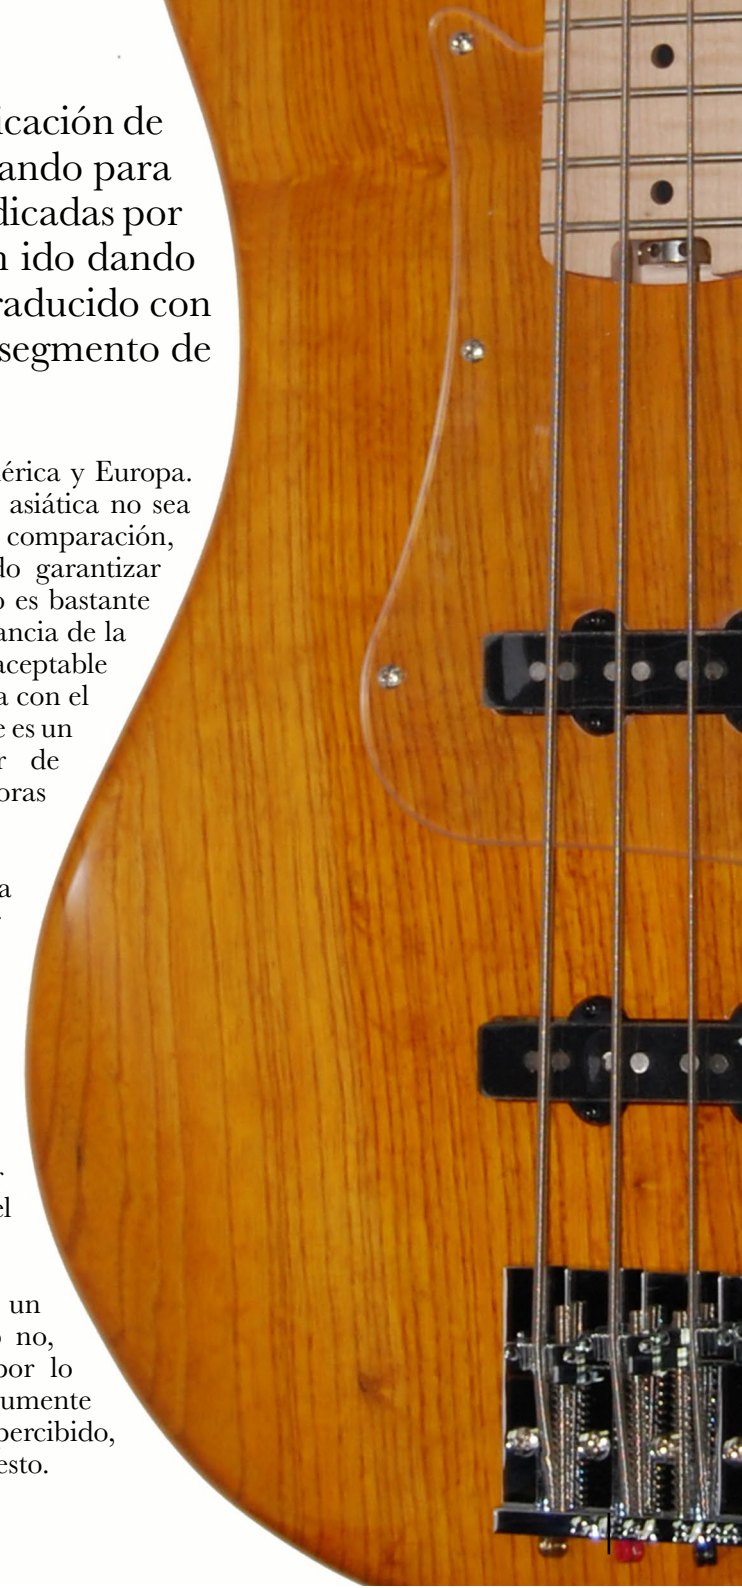 icación de
ando para
dicadas por
n ido dando
raducido con
segmento de
érica y Europa.
asiática no sea
comparación,
do garantizar
o es bastante
ancia de la
aceptable
a con el
e es un
r de
oras
a
r
el
un
o no,
por lo
umente
percibido,
esto.